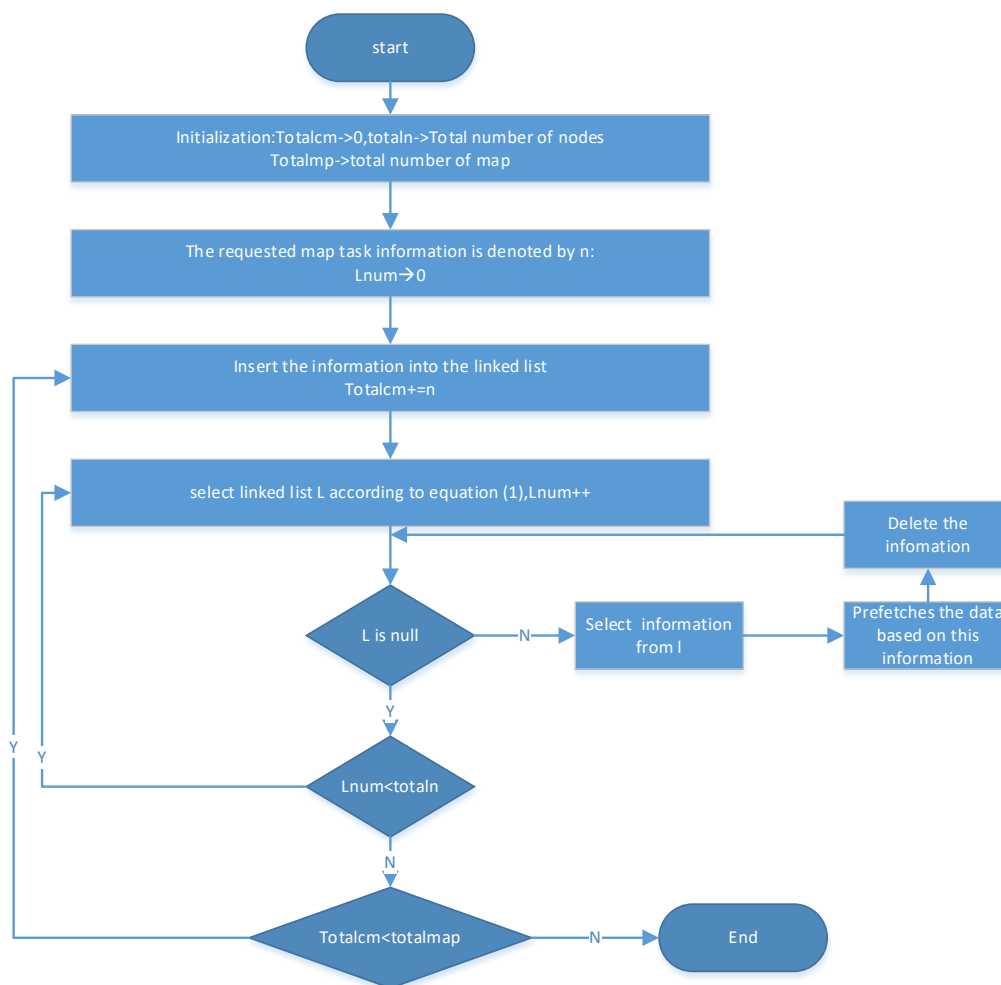 start
Initialization:Totalcm->0,totaln->Total number of nodes
Totalmp->total number of map
The requested map task information is denoted by n:
Lnum→0
Insert the information into the linked list
Totalcm+=n
select linked list L according to equation (1),Lnum++
Delete the
infomation
L is null
N
Select information
from l
Prefetches the data
based on this
information
Y
Y
Y
Lnum<totaln
N
Totalcm<totalmap
N
End